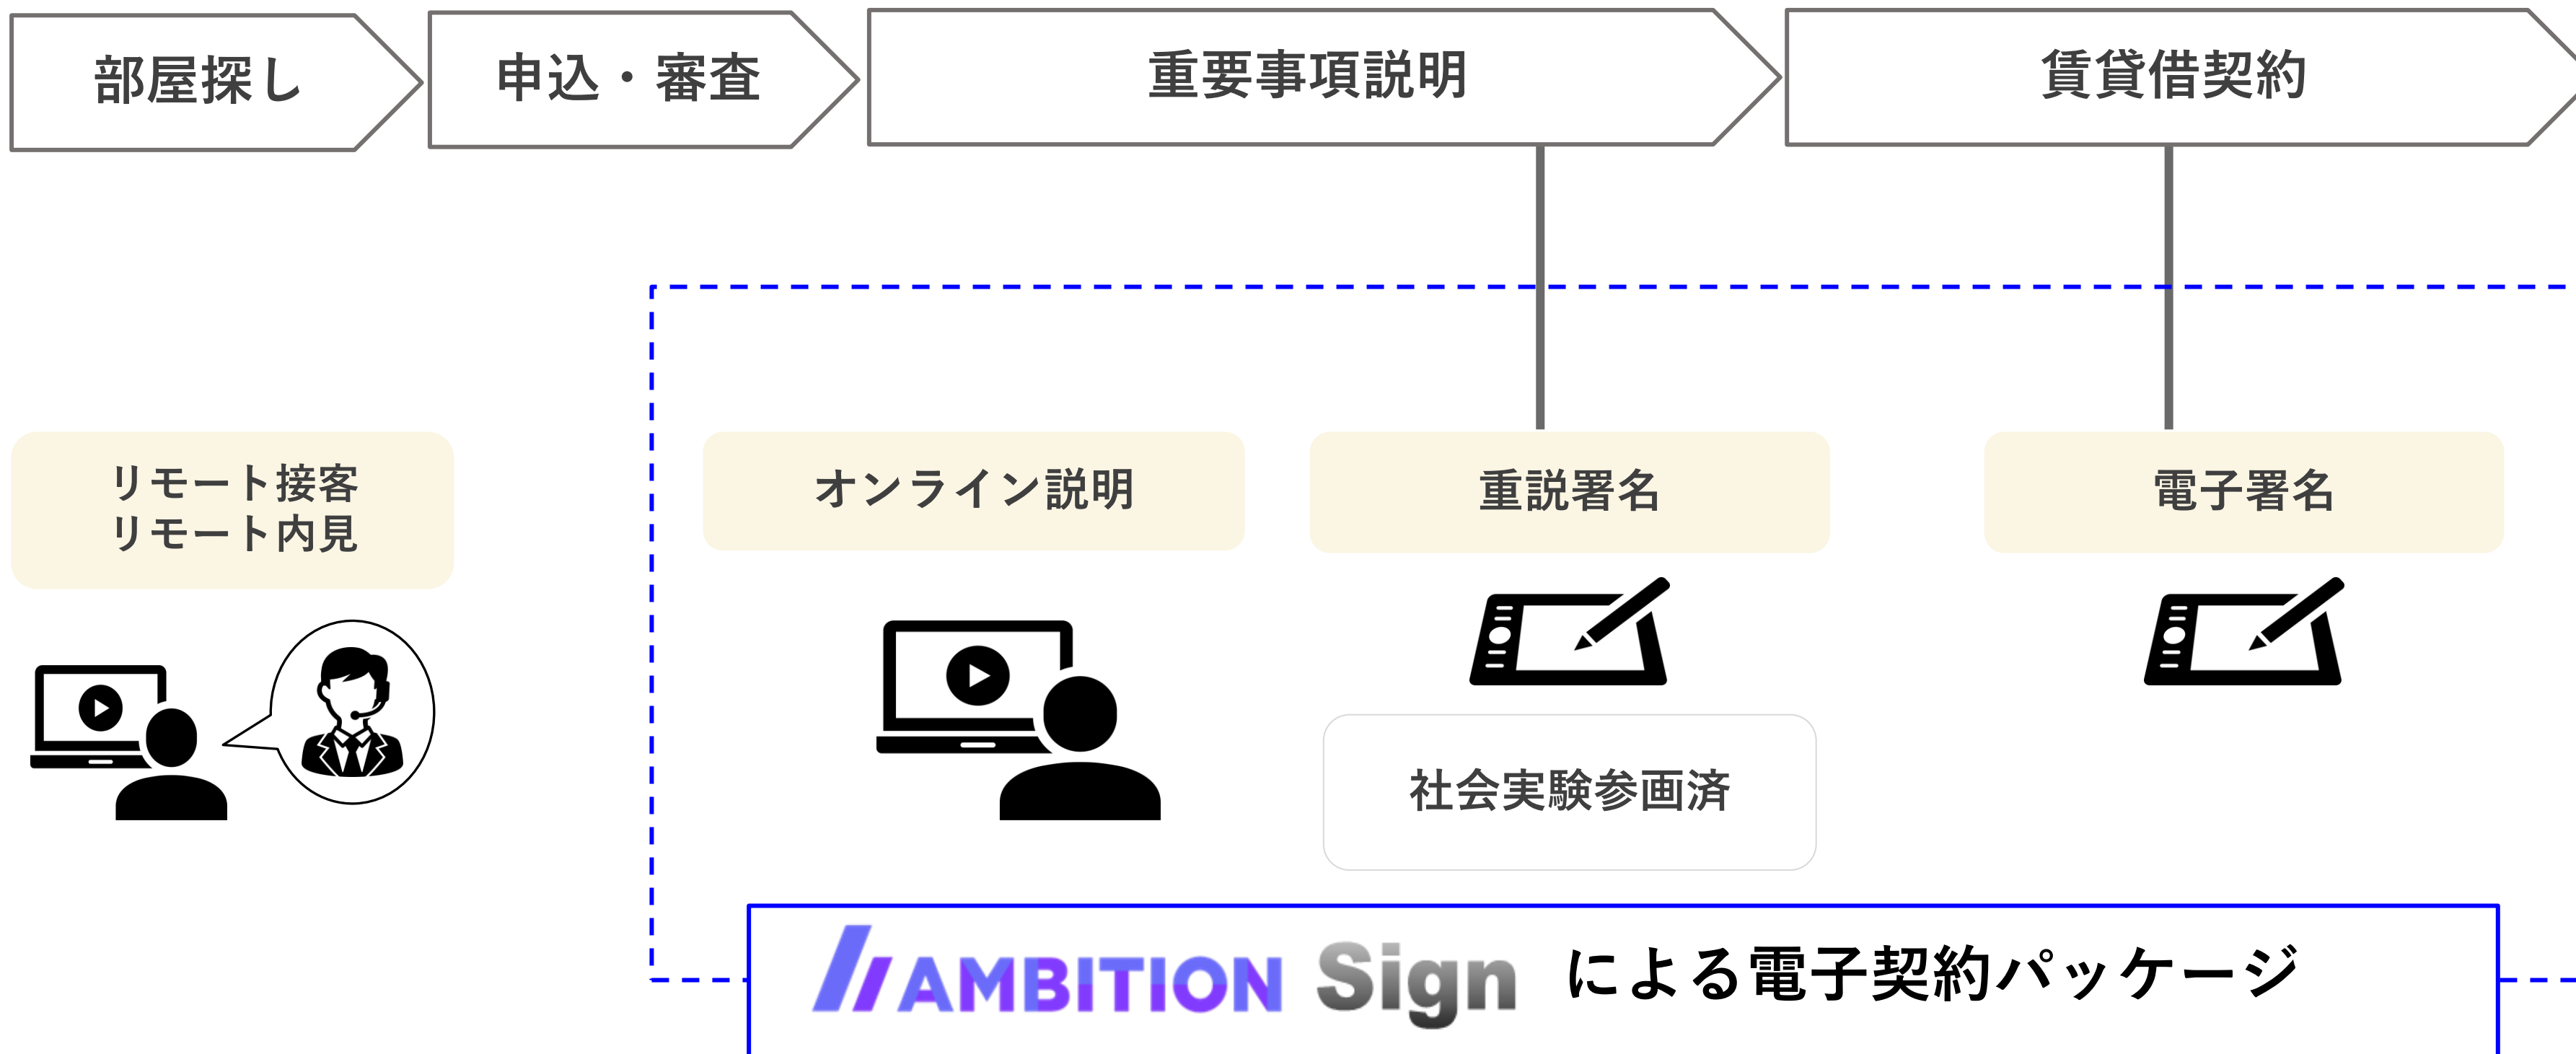 部屋探し
申込・審査
重要事項説明
賃貸借契約
リモート接客
リモート内見
オンライン説明
重説署名
電子署名
社会実験参画済
AMBITION Sign による電子契約パッケージ